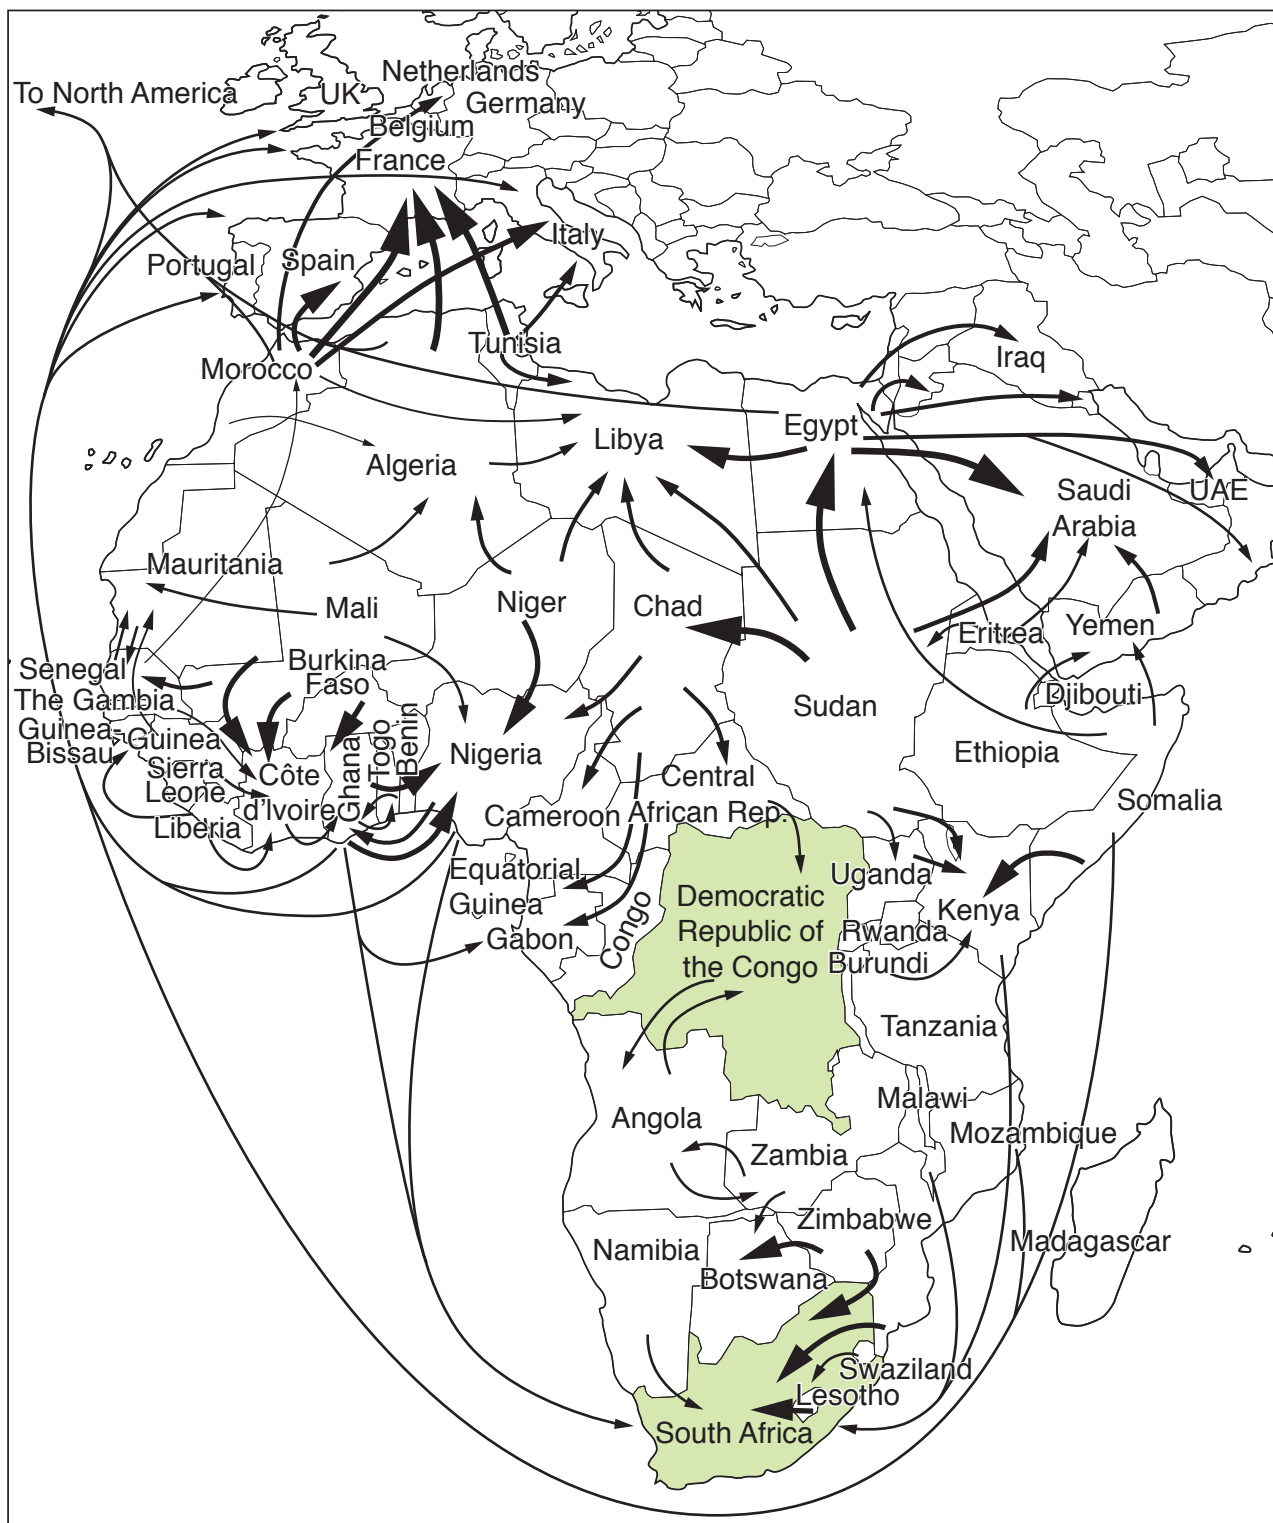 Netherlands
To North America
UK
Germany
Belgium
France
Italy
Portugal
Spain
Tunisia
Iraq
Morocco
Egypt
Libya
Algeria
Saudi
Arabia
UAE
Mauritania
Mali
Niger
Chad
Eritrea
Yemen
Senegal
Burkina
Faso
The Gambia
Djibouti
Sudan
Guinea-
Bissau
Guinea
Benin
Togo
Ghana
Nigeria
Ethiopia
Sierra
Leone
Côte
d'Ivoire
Central
African Rep.
Somalia
Cameroon
Liberia
Equatorial
Guinea
Uganda
Democratic
Republic of
the Congo
Kenya
Gabon
Congo
Rwanda
Burundi
Tanzania
Malawi
Angola
Mozambique
Zambia
Zimbabwe
Madagascar
Namibia
Botswana
Swaziland
Lesotho
South Africa